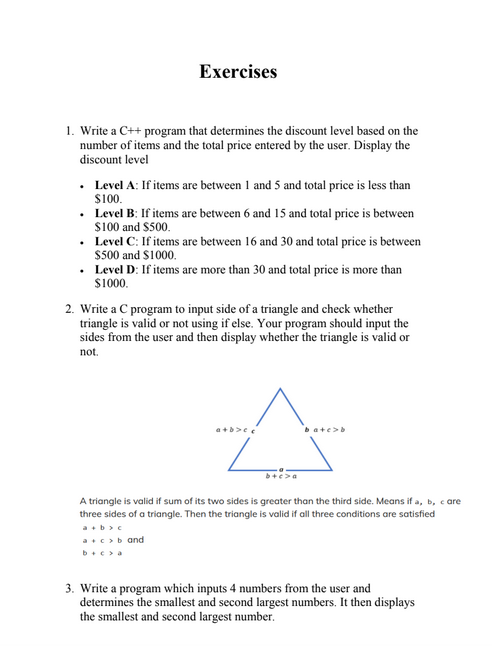 Exercises
1. Write a C++ program that determines the discount level based on the
number of items and the total price entered by the user. Display the
discount level
• Level A: If items are between 1 and 5 and total price is less than
$100.
• Level B: If items are between 6 and 15 and total price is between
$100 and $500.
• Level C: If items are between 16 and 30 and total price is between
$500 and $1000.
• Level D: If items are more than 30 and total price is more than
$1000.
2. Write a C program to input side of a triangle and check whether
triangle is valid or not using if else. Your program should input the
sides from the user and then display whether the triangle is valid or
not.
a + b > c c b a + c > b
a
b + c > a
A triangle is valid if sum of its two sides is greater than the third side. Means if a, b, c are
three sides of a triangle. Then the triangle is valid if all three conditions are satisfied
a + b > c
a + c > b and
b + c > a
3. Write a program which inputs 4 numbers from the user and
determines the smallest and second largest numbers. It then displays
the smallest and second largest number.